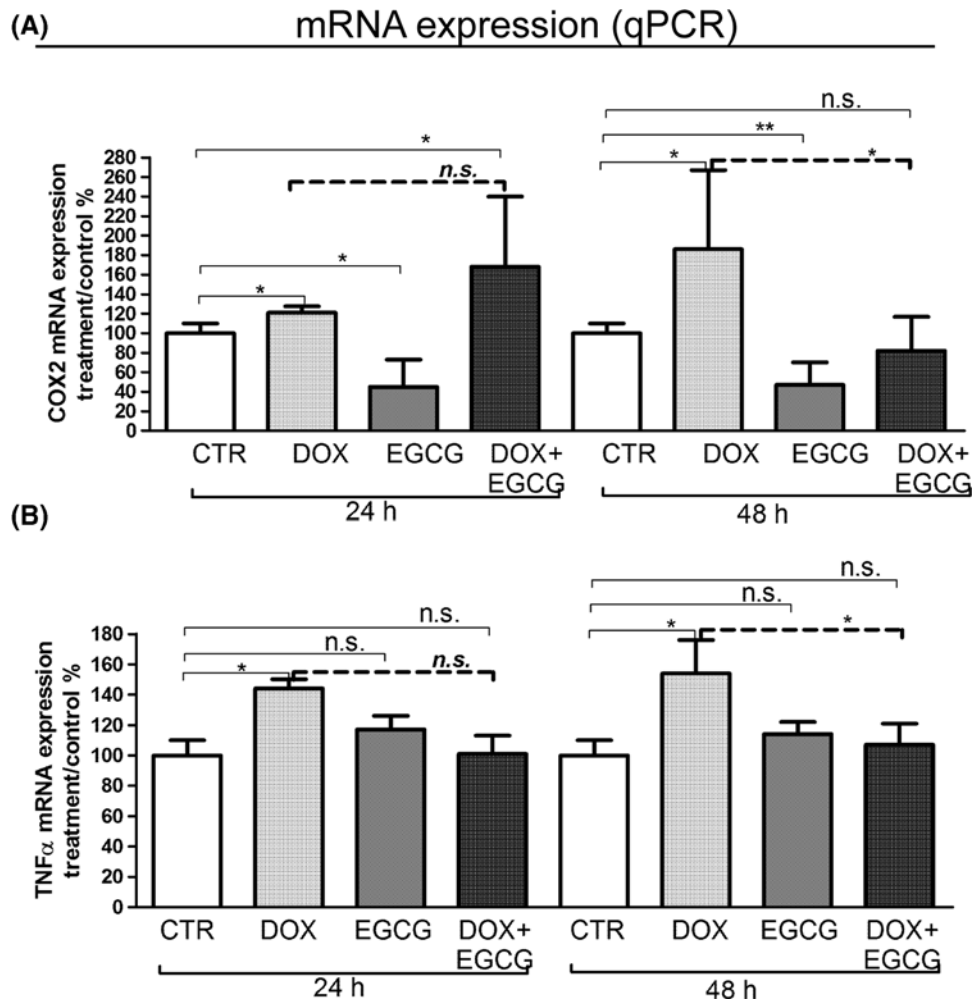 (A) mRNA expression (qPCR)
n.s.
**
* *
* n.s. * *
*
*
COX2 mRNA expression
treatment/control %
280
260
240
220
200
180
160
140
120
100
80
60
40
20
0
CTR DOX EGCG DOX+
EGCG
CTR DOX EGCG DOX+
EGCG
24 h 48 h
(B)
n.s.
n.s. n.s.
n.s. * *
* n.s.
TNFα mRNA expression
treatment/control %
180
160
140
120
100
80
60
40
20
0
CTR DOX EGCG DOX+
EGCG
CTR DOX EGCG DOX+
EGCG
24 h 48 h